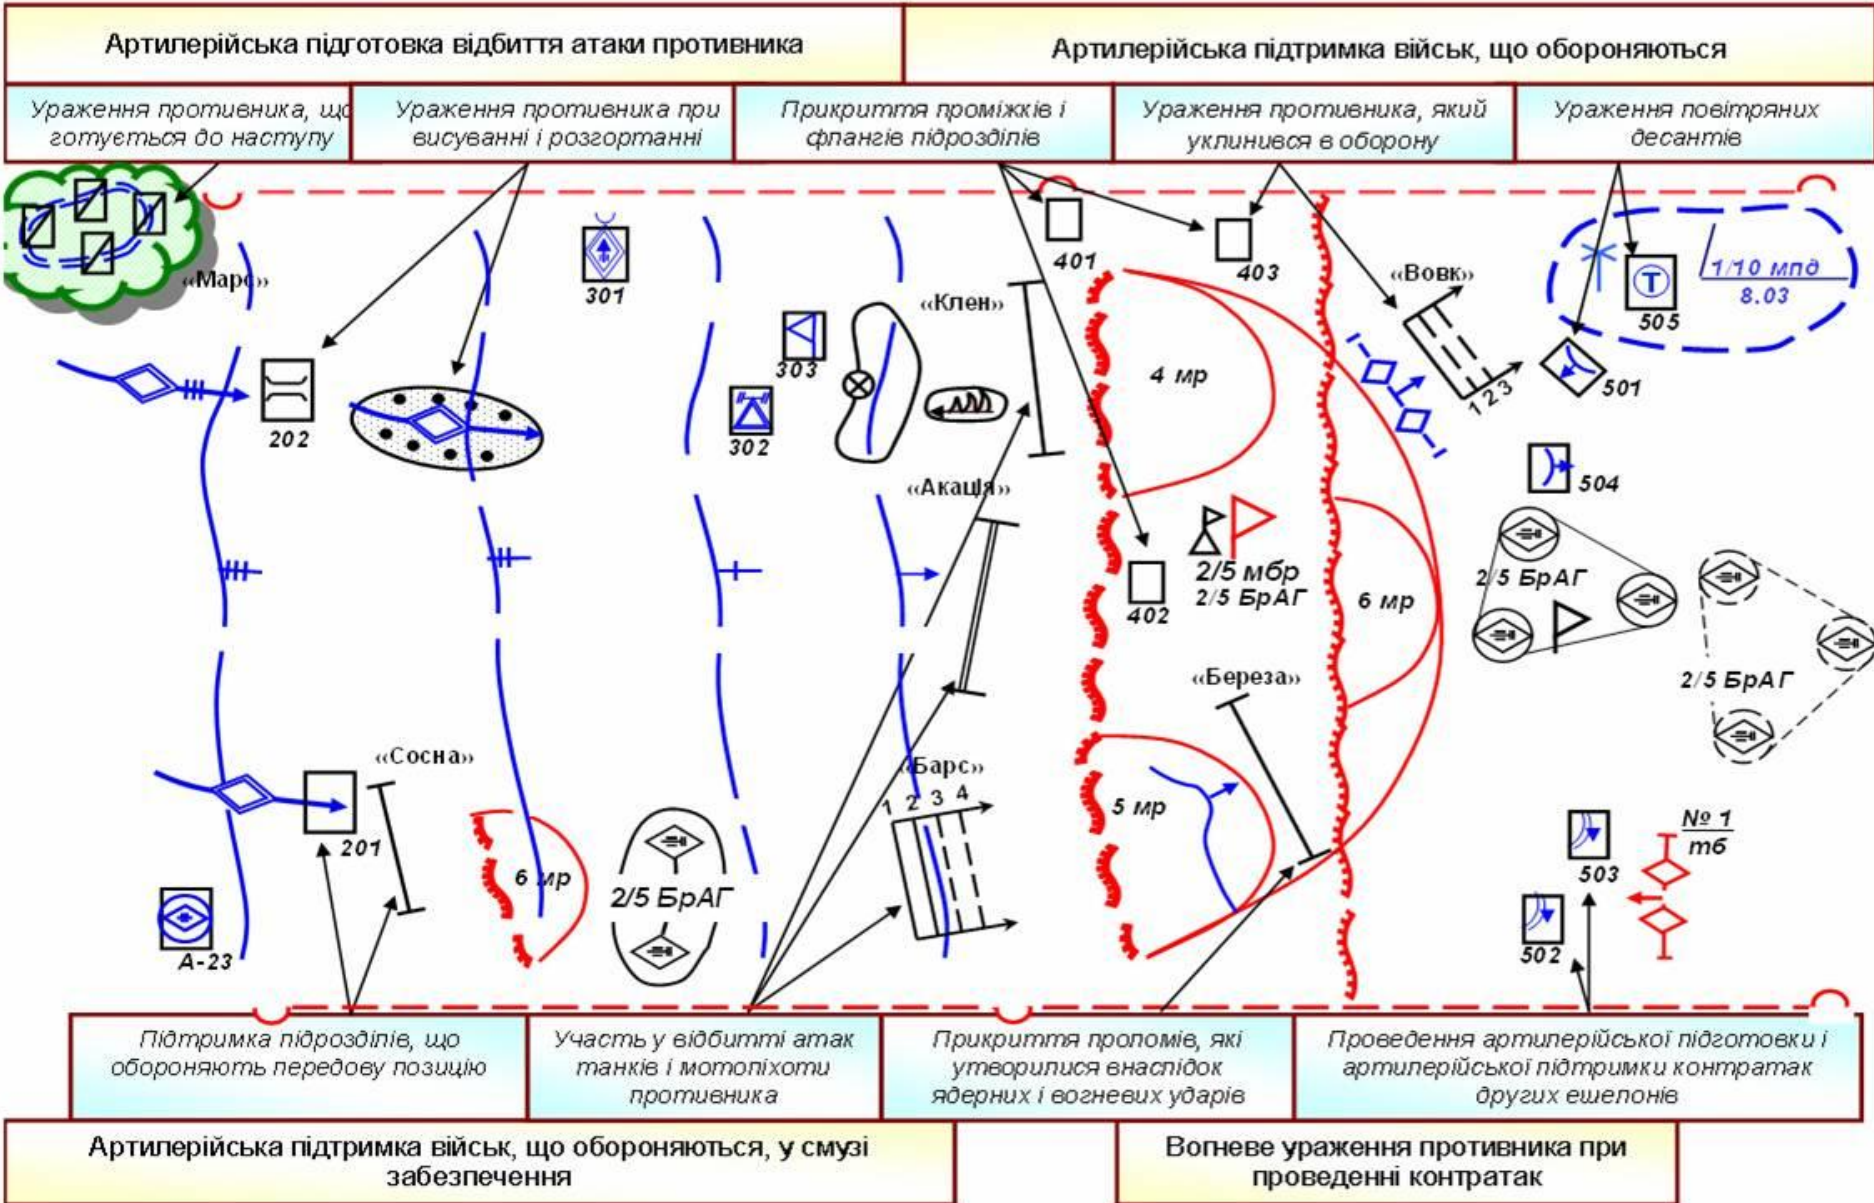 Артилерійська підготовка відбиття атаки противника
Артилерійська підтримка військ, що обороняються
Ураження противника, що
готується до наступу
Ураження противника при
висуванні і розгортанні
Прикриття проміжків і
флангів підрозділів
Ураження противника, який
уклинився в оборону
Ураження повітряних
десантів
«Марс»
301
401
403
«Вовк»
1 2 3
505
Т
1/10 мпд
8.03
501
202
303
302
«Клен»
4 мр
504
«Акація»
402
2/5 мбр
2/5 БрАГ
6 мр
2/5 БрАГ
2/5 БрАГ
«Береза»
«Сосна»
201
А-23
6 мр
2/5 БрАГ
«Барс»
1 2 3 4
5 мр
503
502
№ 1
тб
Підтримка підрозділів, що
обороняють передову позицію
Участь у відбитті атак
танків і мотопіхоти
противника
Прикриття проломів, які
утворилися внаслідок
ядерних і вогневих ударів
Проведення артилерійської підготовки і
артилерійської підтримки контратак
других ешелонів
Артилерійська підтримка військ, що обороняються, у смузі
забезпечення
Вогневе ураження противника при
проведенні контратак